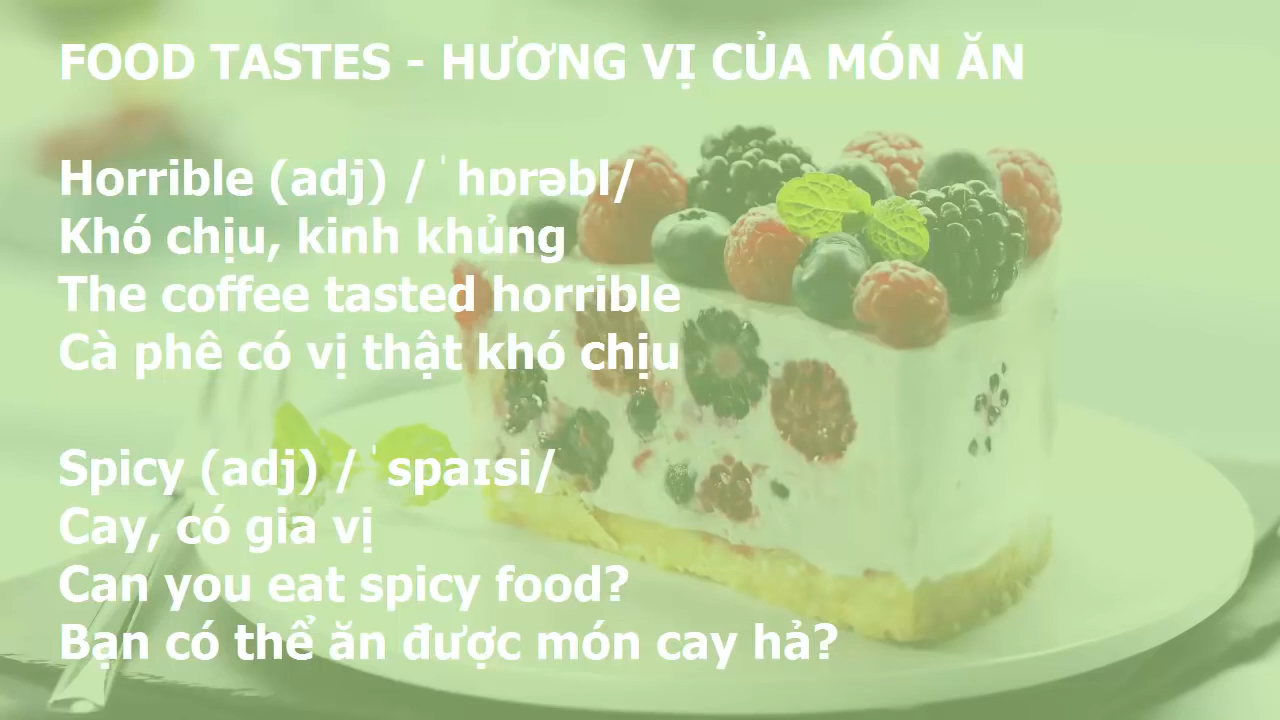 FOOD TASTES - HƯƠNG VỊ CỦA MÓN ĂN
Horrible (adj) / ˈhɒrəbl/
Khó chịu, kinh khủng
The coffee tasted horrible
Cà phê có vị thật khó chịu
Spicy (adj) / ˈspaɪsi/
Cay, có gia vị
Can you eat spicy food?
Bạn có thể ăn được món cay hả?